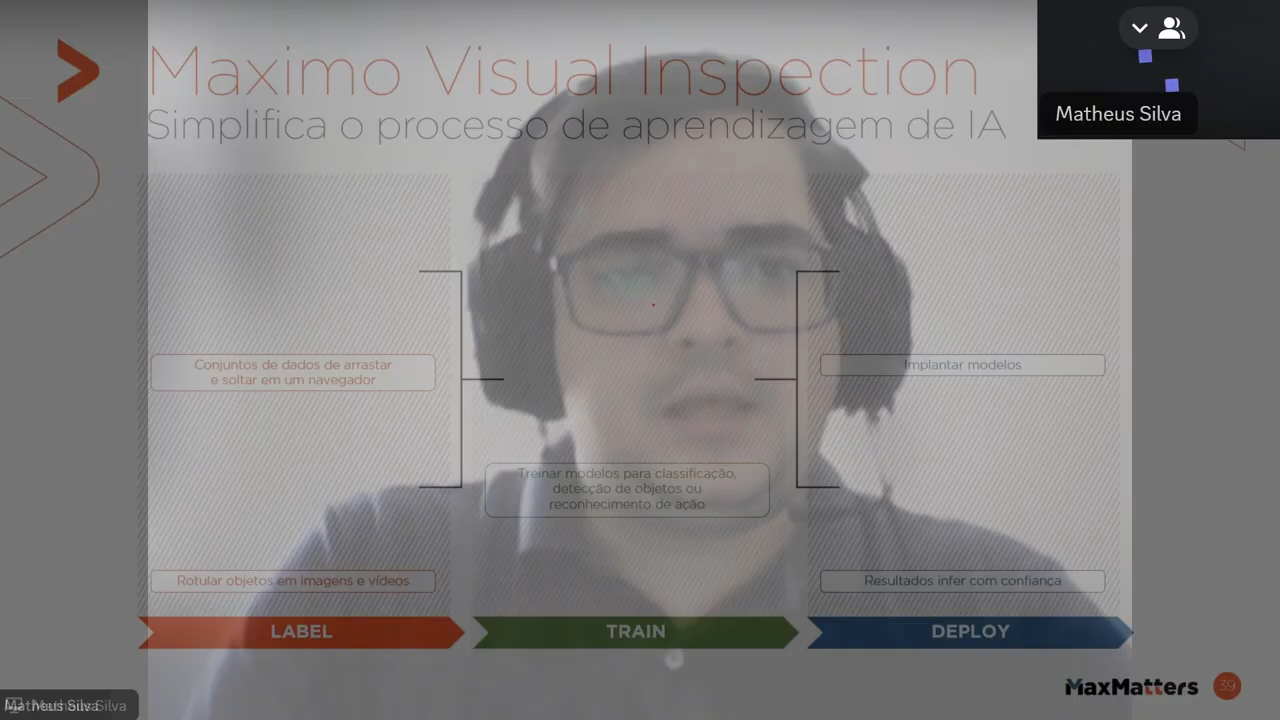 Maximo Visual Inspection
Simplifica o processo de aprendizagem de IA
Matheus Silva
Conjuntos de dados de arrastar
e soltar em um navegador
Implantar modelos
Treinar modelos para classificação,
detecção de objetos ou
reconhecimento de ação
Rotular objetos em imagens e vídeos
Resultados infer com confiança
LABEL
TRAIN
DEPLOY
MaxMatters
39
Matheus Silva